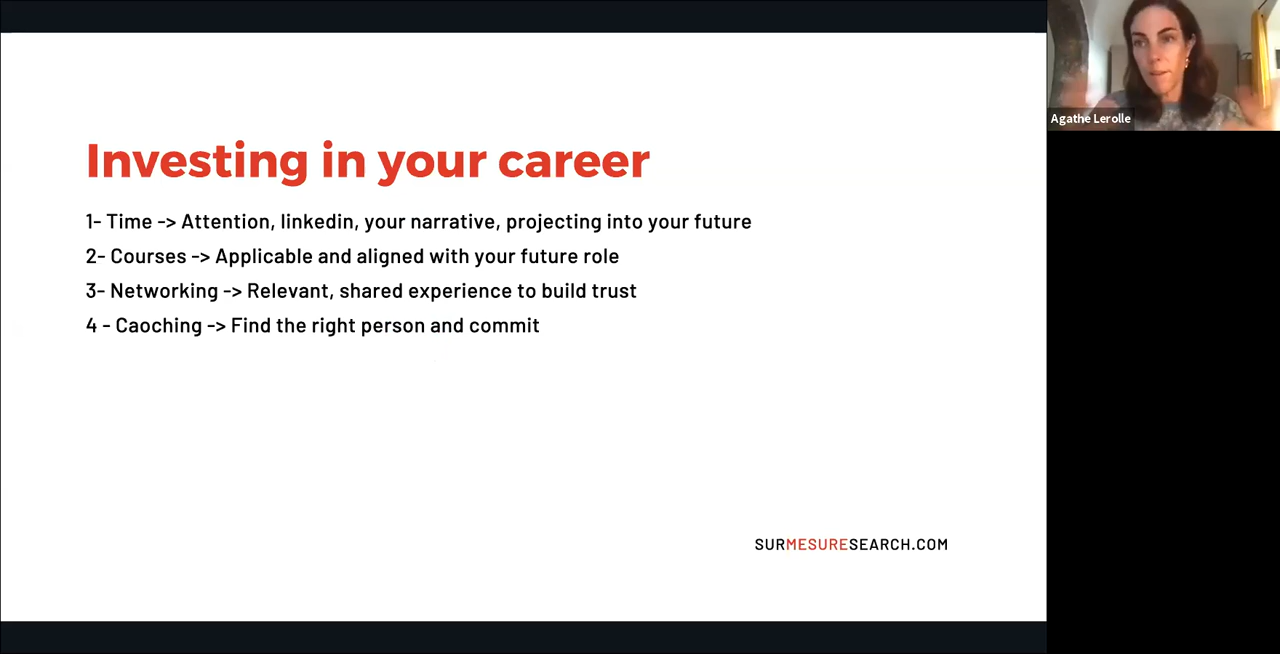 Agathe Lerolle
Investing in your career
1- Time -> Attention, linkedin, your narrative, projecting into your future
2- Courses -> Applicable and aligned with your future role
3- Networking -> Relevant, shared experience to build trust
4 - Caoching -> Find the right person and commit
SURMESURESEARCH.COM